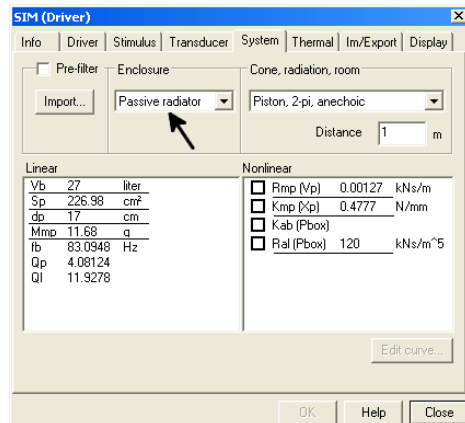 SIM (Driver)
Info Driver Stimulus Transducer System Thermal Im/Export Display
Pre-filter Enclosure Cone, radiation, room
Import... Passive radiator Piston, 2-pi, anechoic
Distance 1 m
Linear Nonlinear
Vb 27 liter
Sp 226.98 cm²
dp 17 cm
Mmp 11.68 g
fb 83.0948 Hz
Qp 4.08124
Ql 11.9278
Rmp (Vp) 0.00127 kNs/m
Kmp (Xp) 0.4777 N/mm
Kab (Pbox)
Ral (Pbox) 120 kNs/m^5
Edit curve...
OK Help Close